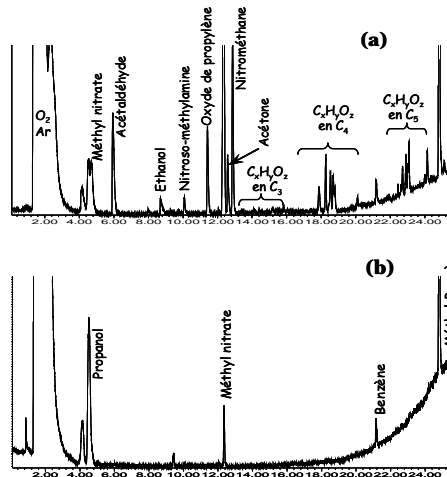 (a)
O2
Ar
Méthyl nitrate
Acétaldéhyde
Ethanol
Nitroso-méthylamine
Oxyde de propylène
Nitrométhane
Acétone
CxHyOz
en C3
CxHyOz
en C4
CxHyOz
en C5
2.00 4.00 6.00 8.00 10.00 12.00 14.00 16.00 18.00 20.00 22.00 24.00
(b)
Propanol
Méthyl nitrate
Benzène
2.00 4.00 6.00 8.00 10.00 12.00 14.00 16.00 18.00 20.00 22.00 24.00